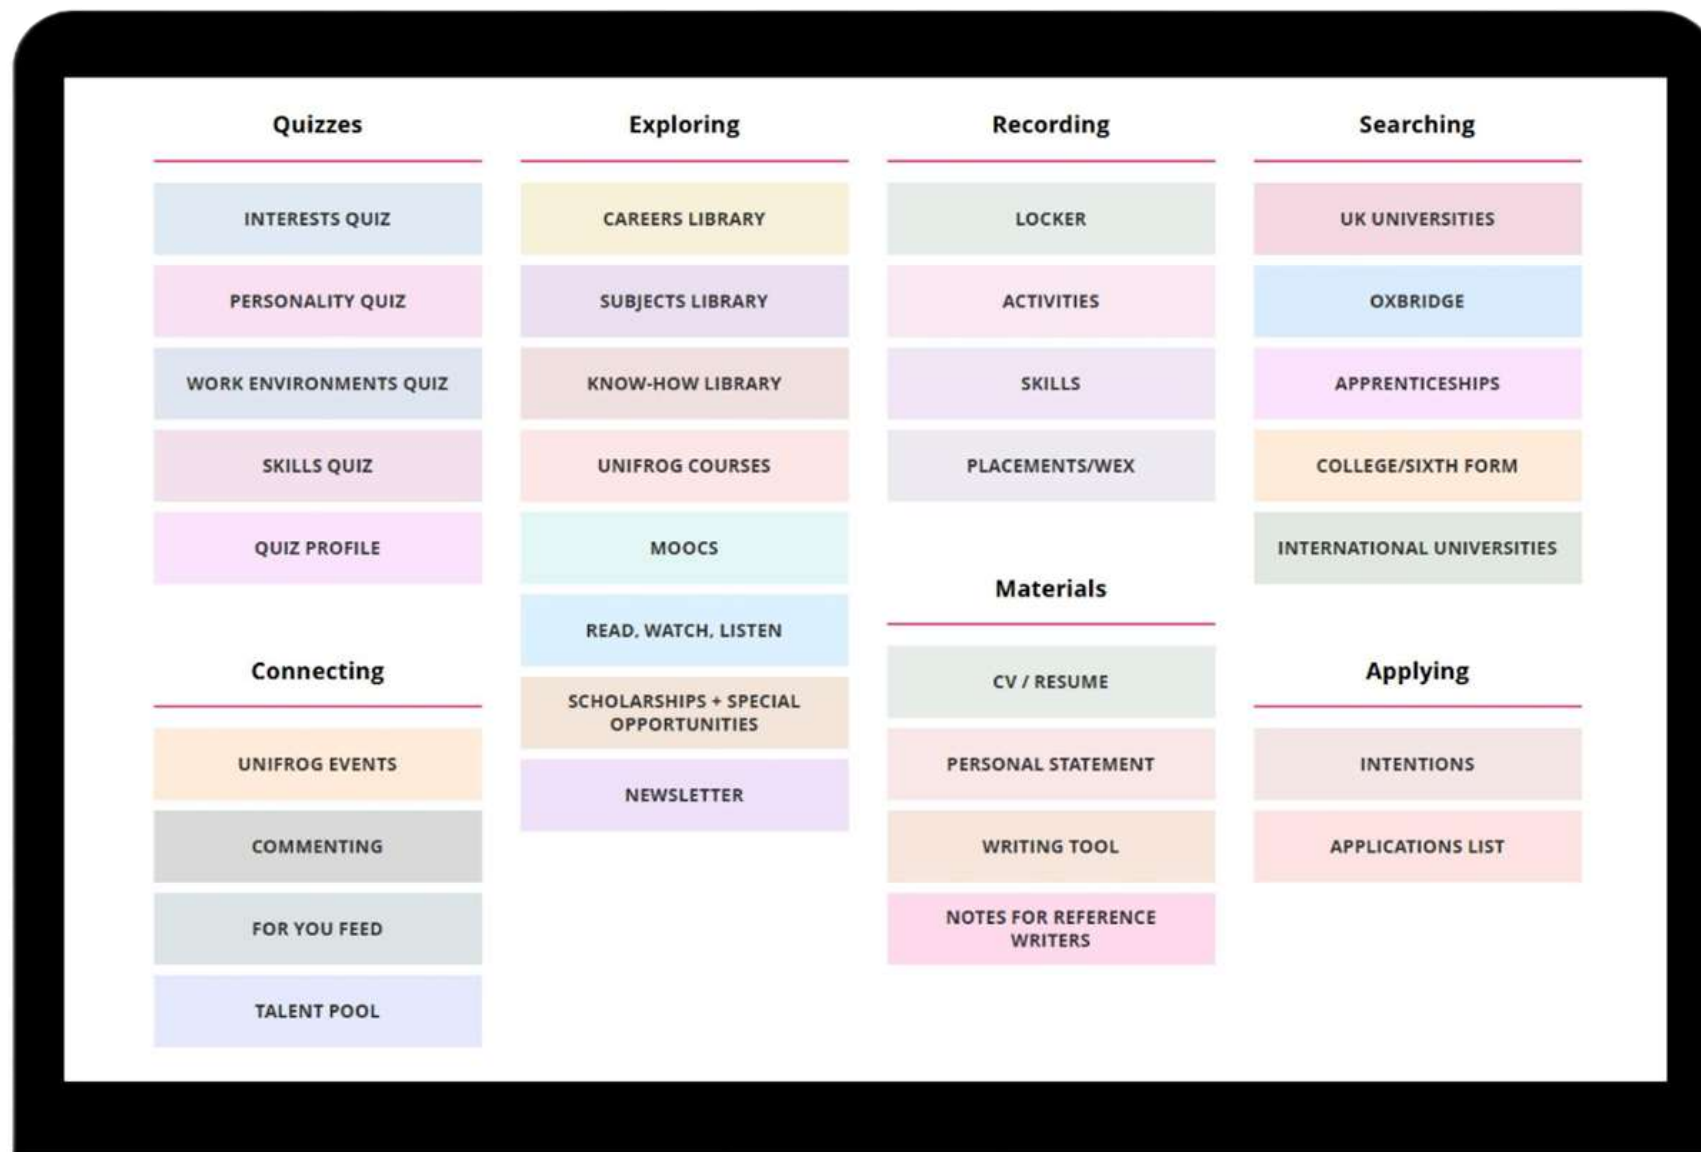 Quizzes
INTERESTS QUIZ
PERSONALITY QUIZ
WORK ENVIRONMENTS QUIZ
SKILLS QUIZ
QUIZ PROFILE
Connecting
UNIFROG EVENTS
COMMENTING
FOR YOU FEED
TALENT POOL
Exploring
CAREERS LIBRARY
SUBJECTS LIBRARY
KNOW-HOW LIBRARY
UNIFROG COURSES
MOOCS
READ, WATCH, LISTEN
SCHOLARSHIPS + SPECIAL
OPPORTUNITIES
NEWSLETTER
Recording
LOCKER
ACTIVITIES
SKILLS
PLACEMENTS/WEX
Materials
CV / RESUME
PERSONAL STATEMENT
WRITING TOOL
NOTES FOR REFERENCE
WRITERS
Searching
UK UNIVERSITIES
OXBRIDGE
APPRENTICESHIPS
COLLEGE/SIXTH FORM
INTERNATIONAL UNIVERSITIES
Applying
INTENTIONS
APPLICATIONS LIST